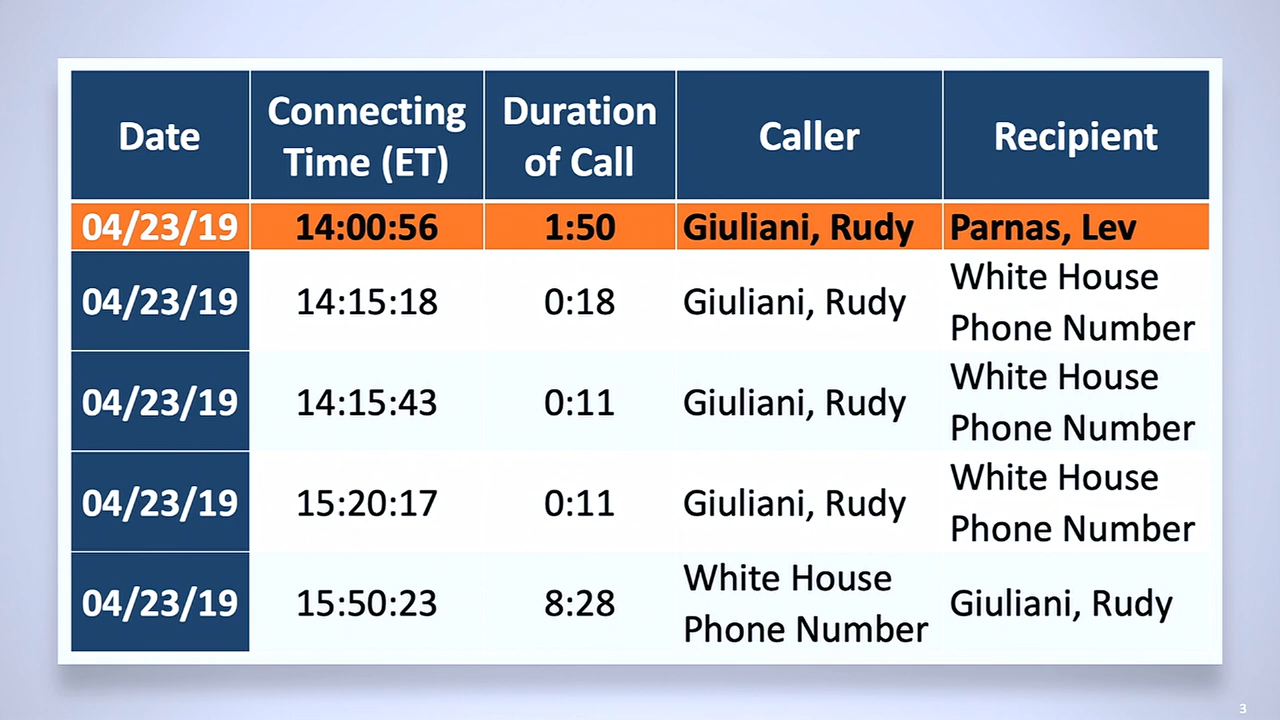 Date Connecting Time (ET) Duration of Call Caller Recipient
04/23/19 14:00:56 1:50 Giuliani, Rudy Parnas, Lev
04/23/19 14:15:18 0:18 Giuliani, Rudy White House Phone Number
04/23/19 14:15:43 0:11 Giuliani, Rudy White House Phone Number
04/23/19 15:20:17 0:11 Giuliani, Rudy White House Phone Number
04/23/19 15:50:23 8:28 White House Phone Number Giuliani, Rudy
3